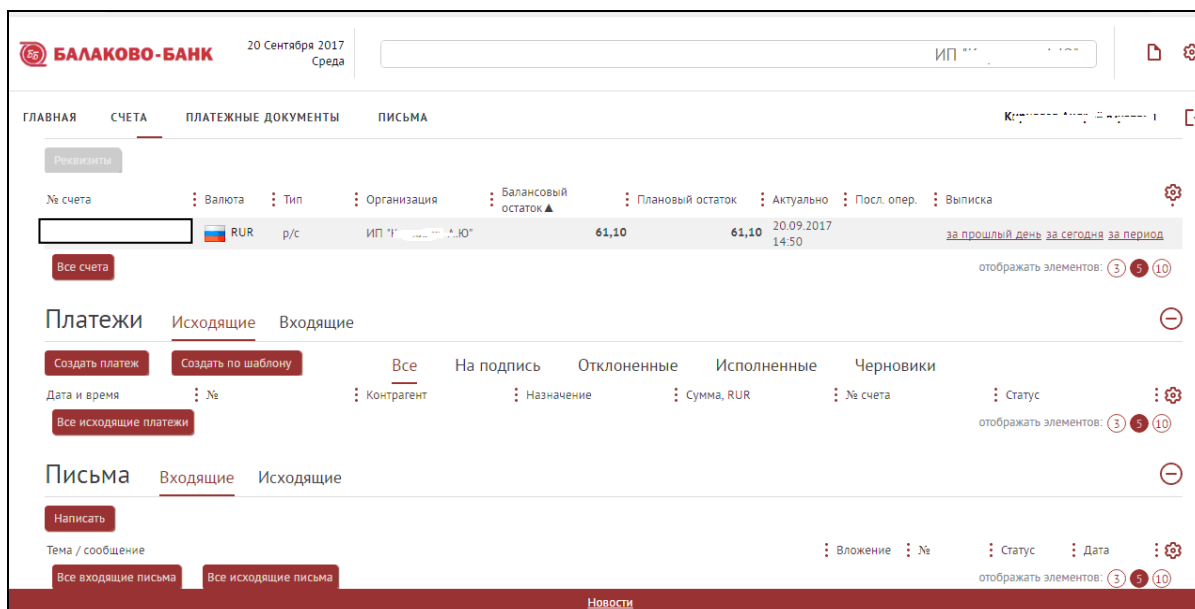 ББ БАЛАКОВО-БАНК
20 Сентября 2017
Среда
ИП "
ГЛАВНАЯ СЧЕТА ПЛАТЕЖНЫЕ ДОКУМЕНТЫ ПИСЬМА
Реквизиты
№ счета Валюта Тип Организация Балансовый остаток ▲ Плановый остаток Актуально Посл. опер. Выписка
RUR р/с ИП " А.Ю" 61,10 61,10 20.09.2017 14:50 за прошлый день за сегодня за период
Все счета отображать элементов: 3 5 10
Платежи Исходящие Входящие
Создать платеж Создать по шаблону Все На подпись Отклоненные Исполненные Черновики
Дата и время № Контрагент Назначение Сумма, RUR № счета Статус
Все исходящие платежи отображать элементов: 3 5 10
Письма Входящие Исходящие
Написать
Тема / сообщение Вложение № Статус Дата
Все входящие письма Все исходящие письма отображать элементов: 3 5 10
Новости